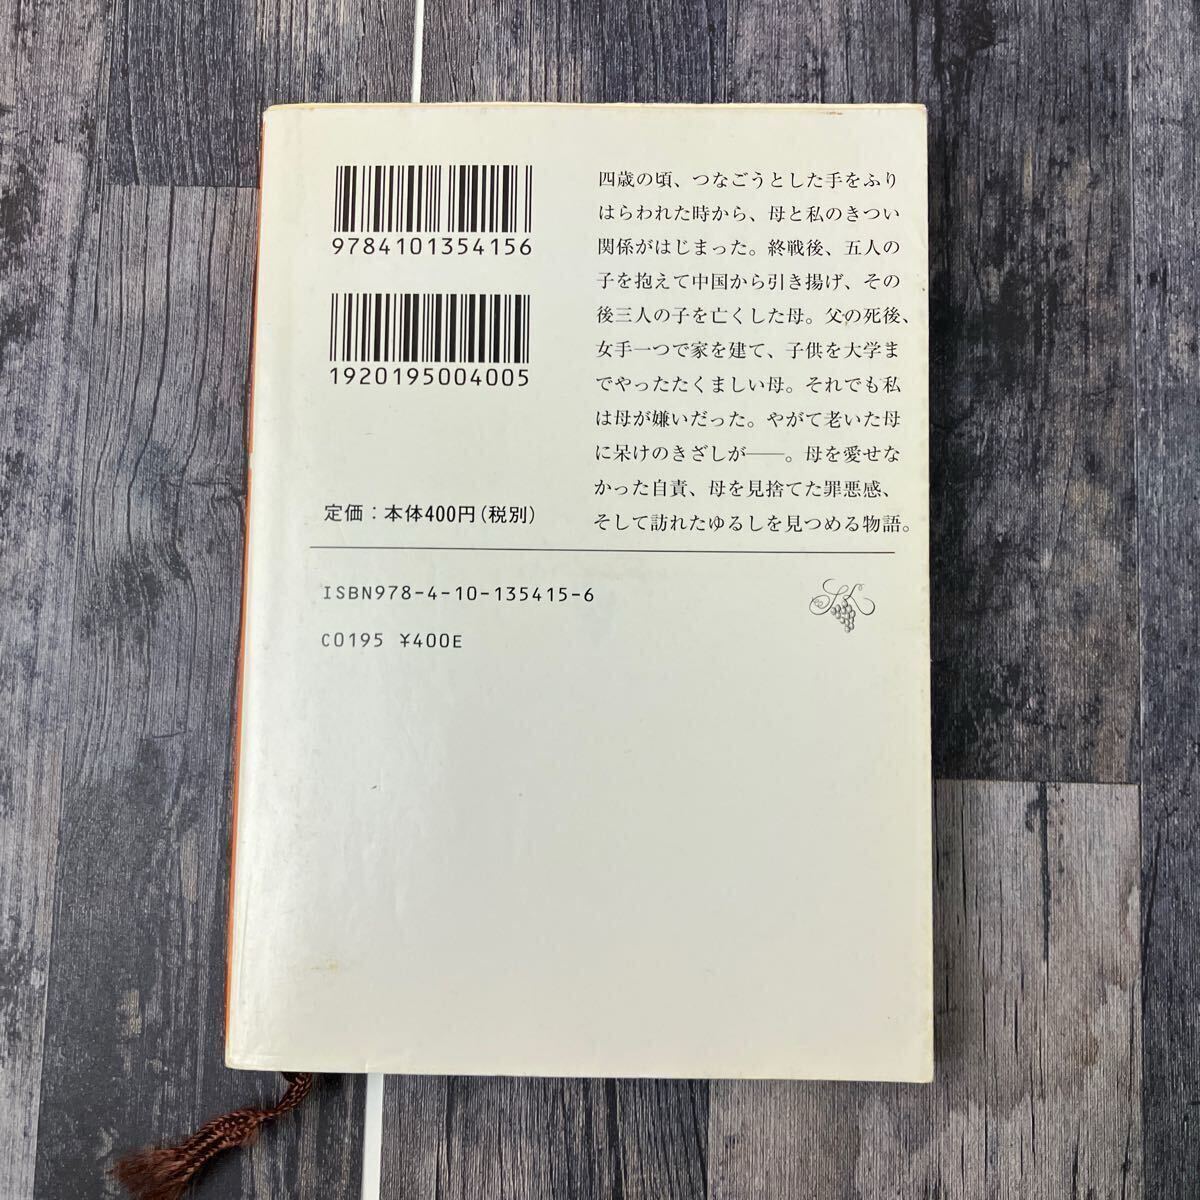 9784101354156
1920195004005
定価：本体400円（税別）
ISBN978-4-10-135415-6
C0195 ¥400E
四歳の頃、つなごうとした手をふり
はらわれた時から、母と私のきつい
関係がはじまった。終戦後、五人の
子を抱えて中国から引き揚げ、その
後三人の子を亡くした母。父の死後、
女手一つで家を建て、子供を大学ま
でやったたくましい母。それでも私
は母が嫌いだった。やがて老いた母
に呆けのきざしが——。母を愛せな
かった自責、母を見捨てた罪悪感、
そして訪れたゆるしを見つめる物語。